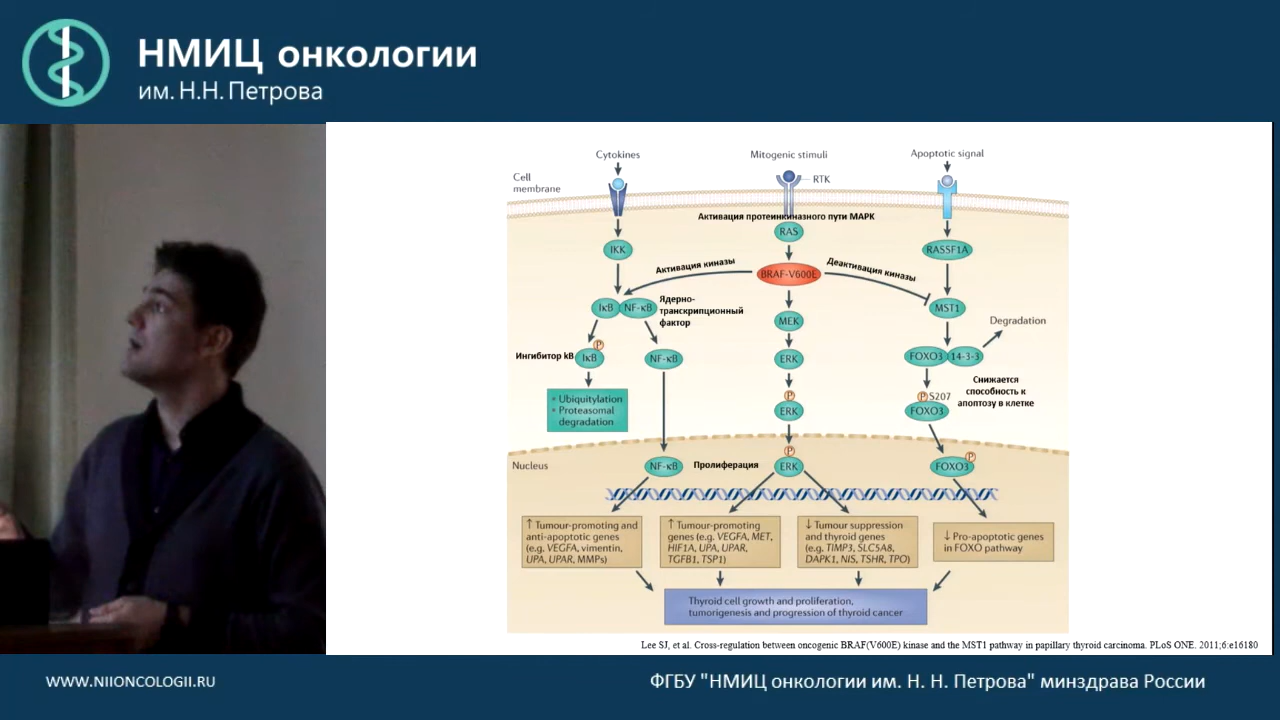 НМИЦ онкологии
им. Н.Н. Петрова
Cytokines
Mitogenic stimuli
Apoptotic signal
Cell
membrane
RTK
Активация протеинкиназного пути МАРК
RAS
IKK
RASSF1A
Активация киназы
BRAF-V600E
Деактивация киназы
IκB
NF-κB
Ядерно-
транскрипционный
фактор
MST1
MEK
Degradation
Ингибитор kB
P
IκB
NF-κB
ERK
FOXO3
14-3-3
Снижается
способность к
апоптозу в клетке
• Ubiquitylation
• Proteasomal
degradation
P
ERK
P
S207
FOXO3
Nucleus
NF-κB
Пролиферация
P
ERK
P
FOXO3
↑ Tumour-promoting and
anti-apoptotic genes
(e.g. VEGFA, vimentin,
UPA, UPAR, MMPs)
↑ Tumour-promoting
genes (e.g. VEGFA, MET,
HIF1A, UPA, UPAR,
TGFB1, TSP1)
↓ Tumour suppression
and thyroid genes
(e.g. TIMP3, SLC5A8,
DAPK1, NIS, TSHR, TPO)
↓ Pro-apoptotic genes
in FOXO pathway
Thyroid cell growth and proliferation,
tumorigenesis and progression of thyroid cancer
Lee SJ, et al. Cross-regulation between oncogenic BRAF(V600E) kinase and the MST1 pathway in papillary thyroid carcinoma. PLoS ONE. 2011;6:e16180
WWW.NIIONCOLOGII.RU
ФГБУ "НМИЦ онкологии им. Н. Н. Петрова" минздрава России